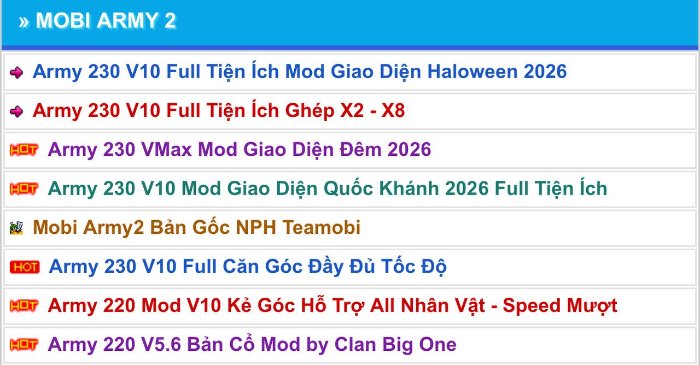 » MOBI ARMY 2
Army 230 V10 Full Tiện Ích Mod Giao Diện Haloween 2026
Army 230 V10 Full Tiện Ích Ghép X2 - X8
HOT Army 230 VMax Mod Giao Diện Đêm 2026
HOT Army 230 V10 Mod Giao Diện Quốc Khánh 2026 Full Tiện Ích
Mobi Army2 Bản Gốc NPH Teamobi
HOT Army 230 V10 Full Căn Góc Đầy Đủ Tốc Độ
HOT Army 220 Mod V10 Kẻ Góc Hỗ Trợ All Nhân Vật - Speed Mượt
HOT Army 220 V5.6 Bản Cổ Mod by Clan Big One